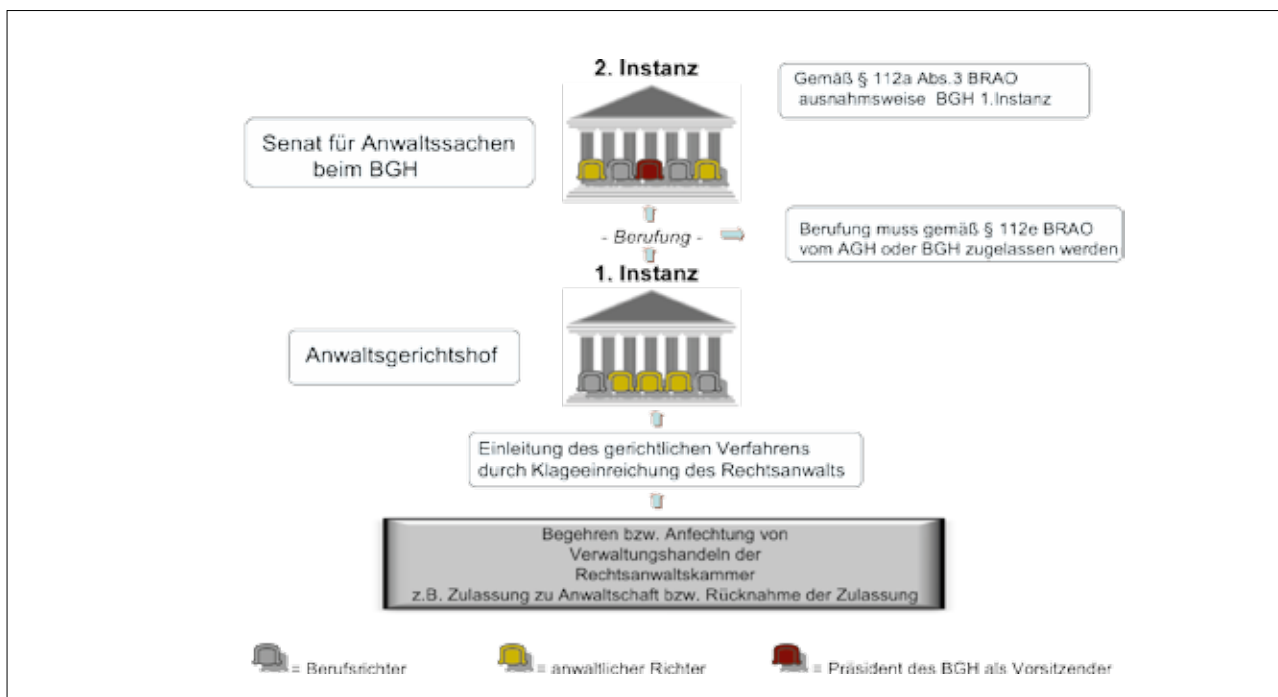 2. Instanz
Gemäß § 112a Abs.3 BRAO
ausnahmsweise BGH 1.Instanz
Senat für Anwaltssachen
beim BGH
- Berufung -
Berufung muss gemäß § 112e BRAO
vom AGH oder BGH zugelassen werden
1. Instanz
Anwaltsgerichtshof
Einleitung des gerichtlichen Verfahrens
durch Klageeinreichung des Rechtsanwalts
Begehren bzw. Anfechtung von
Verwaltungshandeln der
Rechtsanwaltskammer
z.B. Zulassung zu Anwaltschaft bzw. Rücknahme der Zulassung
= Berufsrichter
= anwaltlicher Richter
= Präsident des BGH als Vorsitzender